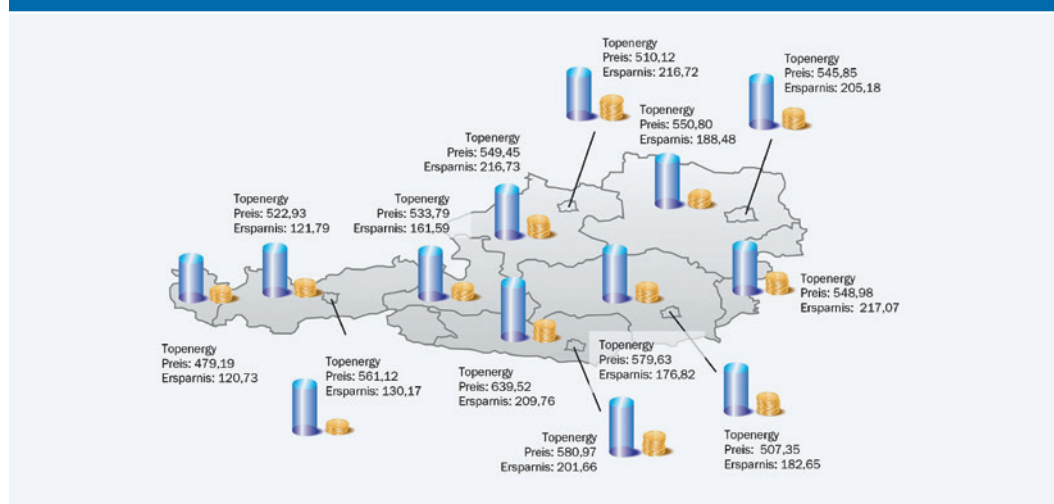 Topenergy
Preis: 510,12
Ersparnis: 216,72
Topenergy
Preis: 545,85
Ersparnis: 205,18
Topenergy
Preis: 550,80
Ersparnis: 188,48
Topenergy
Preis: 549,45
Ersparnis: 216,73
Topenergy
Preis: 522,93
Ersparnis: 121,79
Topenergy
Preis: 533,79
Ersparnis: 161,59
Topenergy
Preis: 548,98
Ersparnis: 217,07
Topenergy
Preis: 479,19
Ersparnis: 120,73
Topenergy
Preis: 561,12
Ersparnis: 130,17
Topenergy
Preis: 639,52
Ersparnis: 209,76
Topenergy
Preis: 579,63
Ersparnis: 176,82
Topenergy
Preis: 580,97
Ersparnis: 201,66
Topenergy
Preis: 507,35
Ersparnis: 182,65